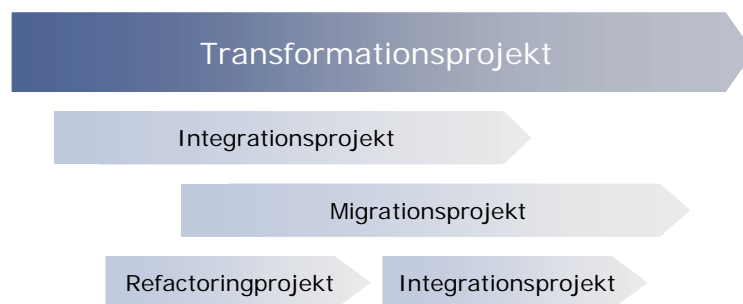 Transformationsprojekt
Integrationsprojekt
Migrationsprojekt
Refactoringprojekt Integrationsprojekt